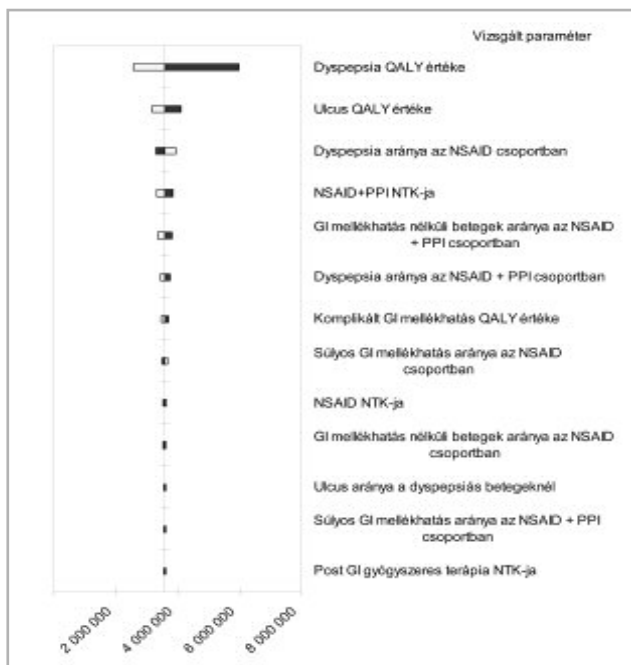 Vizsgált paraméter
Dyspepsia QALY értéke
Ulcus QALY értéke
Dyspepsia aránya az NSAID csoportban
NSAID+PPI NTK-ja
GI mellékhatás nélküli betegek aránya az NSAID
+ PPI csoportban
Dyspepsia aránya az NSAID + PPI csoportban
Komplikált GI mellékhatás QALY értéke
Súlyos GI mellékhatás aránya az NSAID
csoportban
NSAID NTK-ja
GI mellékhatás nélküli betegek aránya az NSAID
csoportban
Ulcus aránya a dyspepsiás betegeknél
Súlyos GI mellékhatás aránya az NSAID + PPI
csoportban
Post GI gyógyszeres terápia NTK-ja
2 000 000
4 000 000
6 000 000
8 000 000